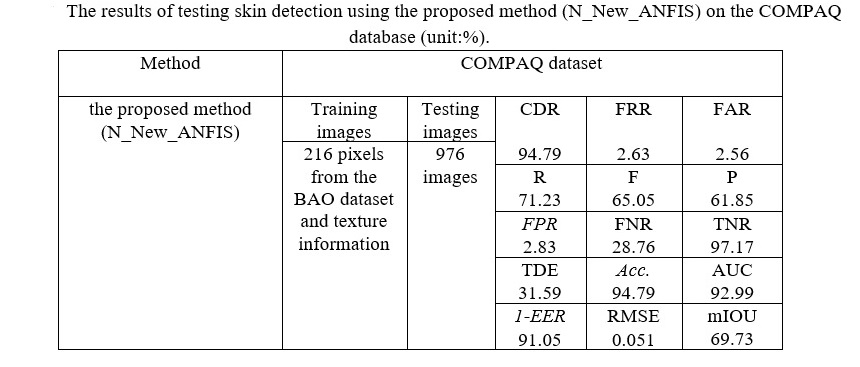 The results of testing skin detection using the proposed method (N_New_ANFIS) on the COMPAQ
database (unit:%).
Method COMPAQ dataset
the proposed method Training Testing CDR FRR FAR
(N_New_ANFIS) images images
216 pixels 976 94.79 2.63 2.56
from the images R F P
BAO dataset 71.23 65.05 61.85
and texture FPR FNR TNR
information 2.83 28.76 97.17
TDE Acc. AUC
31.59 94.79 92.99
1-EER RMSE mIOU
91.05 0.051 69.73